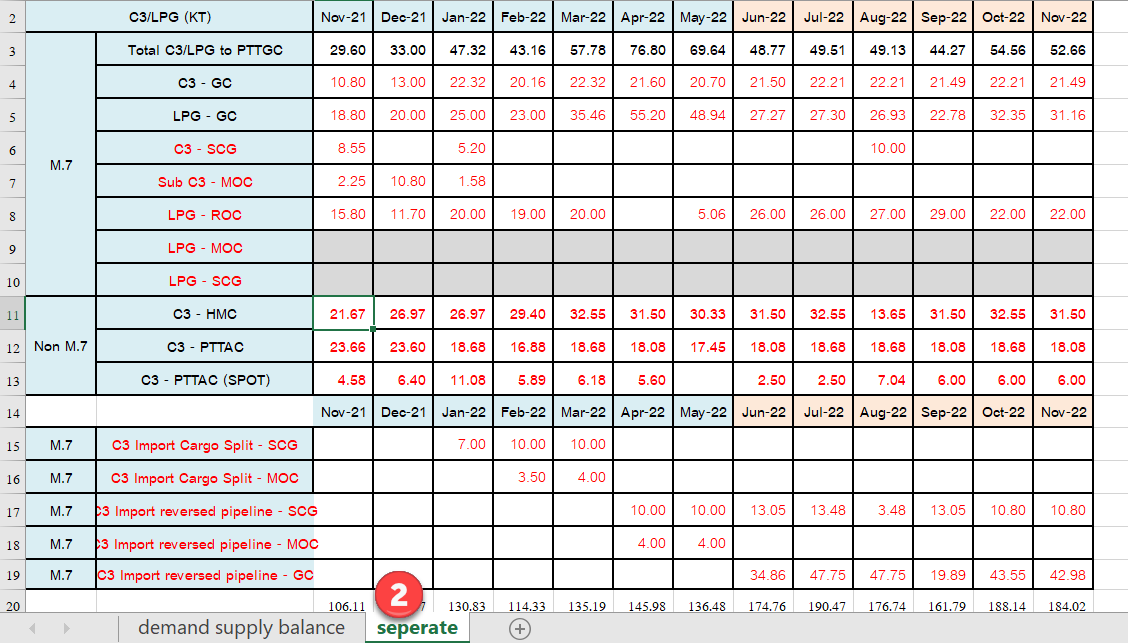 2 C3/LPG (KT) Nov-21 Dec-21 Jan-22 Feb-22 Mar-22 Apr-22 May-22 Jun-22 Jul-22 Aug-22 Sep-22 Oct-22 Nov-22
3 Total C3/LPG to PTTGC 29.60 33.00 47.32 43.16 57.78 76.80 69.64 48.77 49.51 49.13 44.27 54.56 52.66
4 C3 - GC 10.80 13.00 22.32 20.16 22.32 21.60 20.70 21.50 22.21 22.21 21.49 22.21 21.49
5 LPG - GC 18.80 20.00 25.00 23.00 35.46 55.20 48.94 27.27 27.30 26.93 22.78 32.35 31.16
6 C3 - SCG 8.55 5.20 10.00
M.7
7 Sub C3 - MOC 2.25 10.80 1.58
8 LPG - ROC 15.80 11.70 20.00 19.00 20.00 5.06 26.00 26.00 27.00 29.00 22.00 22.00
9 LPG - MOC
10 LPG - SCG
11 C3 - HMC 21.67 26.97 26.97 29.40 32.55 31.50 30.33 31.50 32.55 13.65 31.50 32.55 31.50
12 Non M.7 C3 - PTTAC 23.66 23.60 18.68 16.88 18.68 18.08 17.45 18.08 18.68 18.68 18.08 18.68 18.08
13 C3 - PTTAC (SPOT) 4.58 6.40 11.08 5.89 6.18 5.60 2.50 2.50 7.04 6.00 6.00 6.00
14 Nov-21 Dec-21 Jan-22 Feb-22 Mar-22 Apr-22 May-22 Jun-22 Jul-22 Aug-22 Sep-22 Oct-22 Nov-22
15 M.7 C3 Import Cargo Split - SCG 7.00 10.00 10.00
16 M.7 C3 Import Cargo Split - MOC 3.50 4.00
17 M.7 C3 Import reversed pipeline - SCG 10.00 10.00 13.05 13.48 3.48 13.05 10.80 10.80
18 M.7 C3 Import reversed pipeline - MOC 4.00 4.00
19 M.7 C3 Import reversed pipeline - GC 34.86 47.75 47.75 19.89 43.55 42.98
20 106.11 130.83 114.33 135.19 145.98 136.48 174.76 190.47 176.74 161.79 188.14 184.02
2
demand supply balance seperate